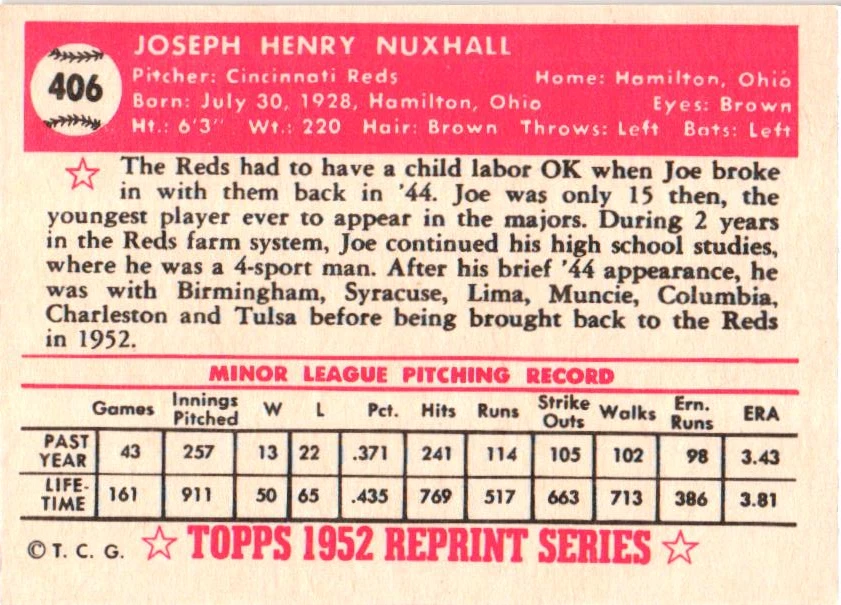 406
JOSEPH HENRY NUXHALL
Pitcher: Cincinnati Reds Home: Hamilton, Ohio
Born: July 30, 1928, Hamilton, Ohio Eyes: Brown
Ht.: 6'3" Wt.: 220 Hair: Brown Throws: Left Bats: Left
The Reds had to have a child labor OK when Joe broke
in with them back in '44. Joe was only 15 then, the
youngest player ever to appear in the majors. During 2 years
in the Reds farm system, Joe continued his high school studies,
where he was a 4-sport man. After his brief '44 appearance, he
was with Birmingham, Syracuse, Lima, Muncie, Columbia,
Charleston and Tulsa before being brought back to the Reds
in 1952.
MINOR LEAGUE PITCHING RECORD
Games Innings Pitched W L Pct. Hits Runs Strike Outs Walks Ern. Runs ERA
PAST YEAR 43 257 13 22 .371 241 114 105 102 98 3.43
LIFE-TIME 161 911 50 65 .435 769 517 663 713 386 3.81
© T. C. G. TOPPS 1952 REPRINT SERIES